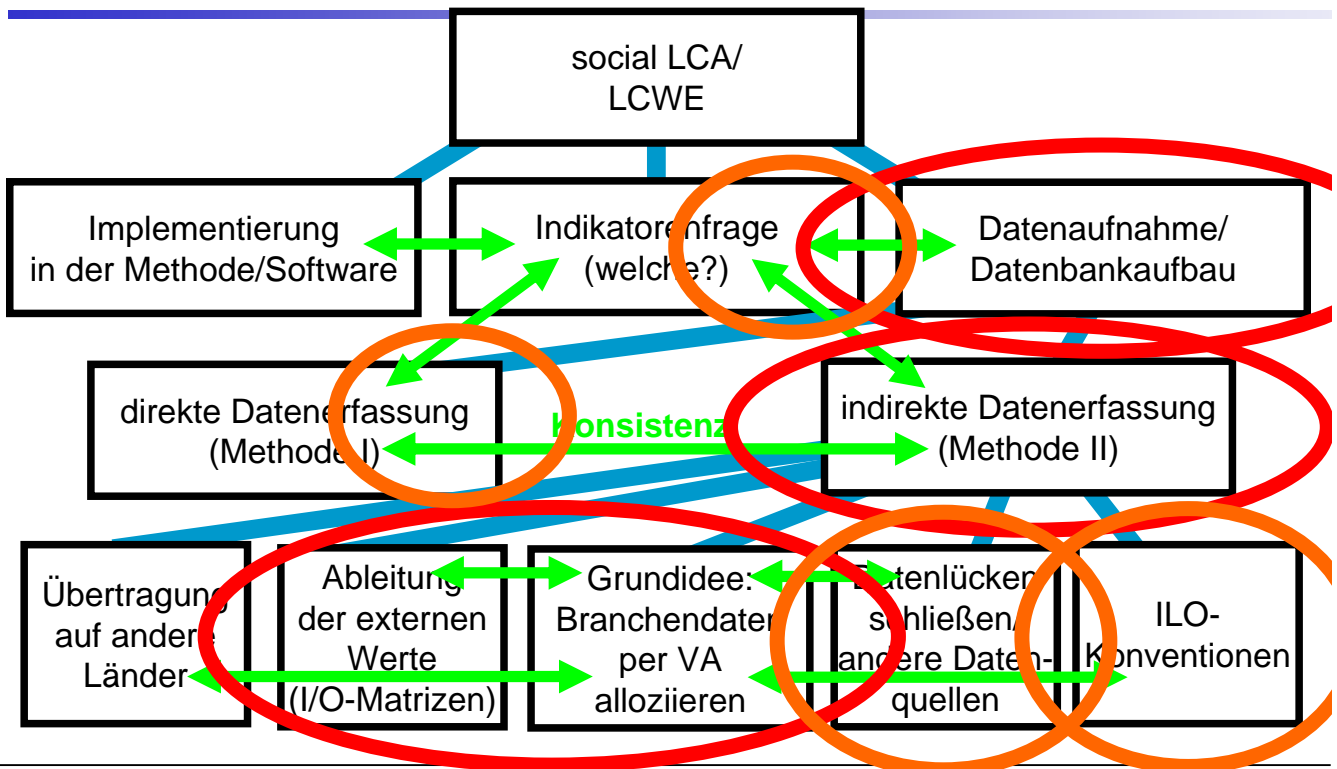 social LCA/
LCWE
Implementierung
in der Methode/Software
Indikatorenfrage
(welche?)
Datenaufnahme/
Datenbankaufbau
direkte Datenerfassung
(Methode I)
Konsistenz
indirekte Datenerfassung
(Methode II)
Übertragung
auf andere
Länder
Ableitung
der externen
Werte
(I/O-Matrizen)
Grundidee:
Branchendaten
per VA
alloziieren
Datenlücken
schließen/
andere Daten-
quellen
ILO-
Konventionen